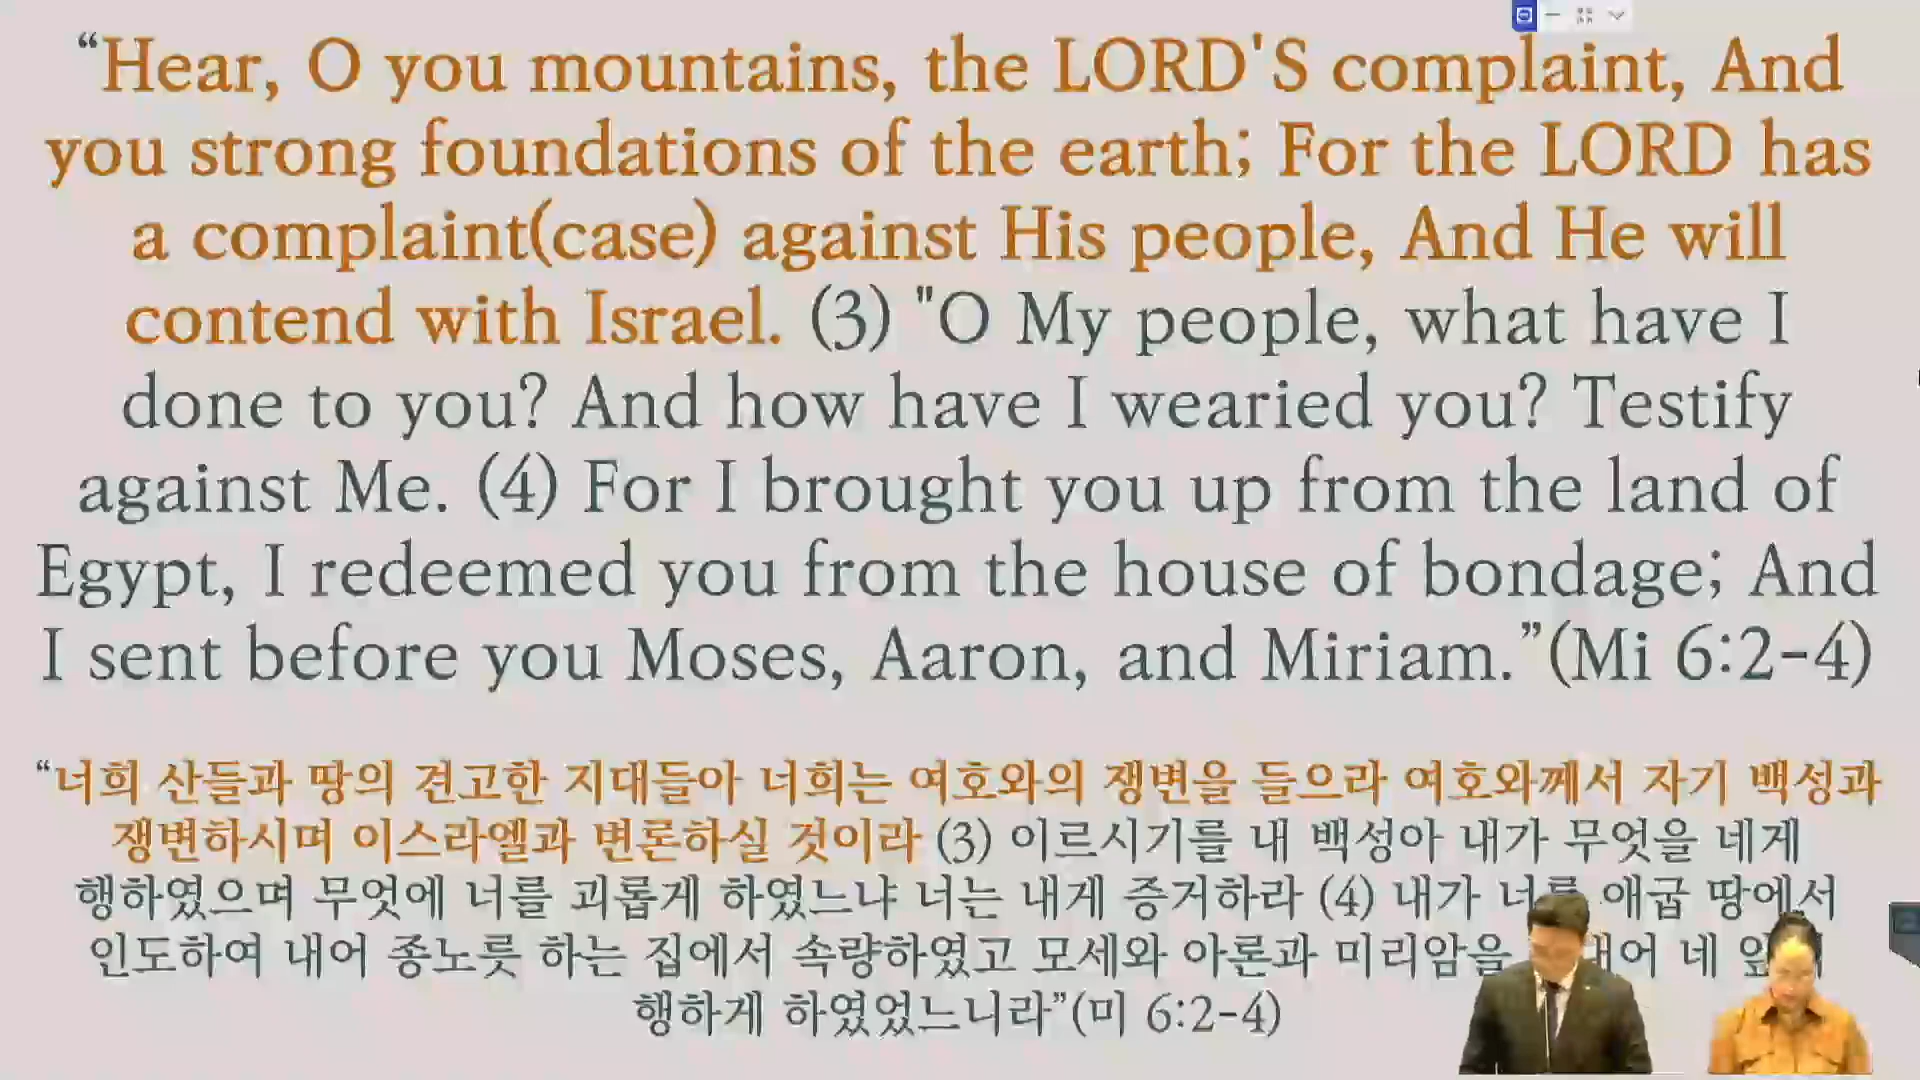 “Hear, O you mountains, the LORD'S complaint, And
you strong foundations of the earth; For the LORD has
a complaint(case) against His people, And He will
contend with Israel. (3) "O My people, what have I
done to you? And how have I wearied you? Testify
against Me. (4) For I brought you up from the land of
Egypt, I redeemed you from the house of bondage; And
I sent before you Moses, Aaron, and Miriam.”(Mi 6:2-4)
“너희 산들과 땅의 견고한 지대들아 너희는 여호와의 쟁변을 들으라 여호와께서 자기 백성과
쟁변하시며 이스라엘과 변론하실 것이라 (3) 이르시기를 내 백성아 내가 무엇을 네게
행하였으며 무엇에 너를 괴롭게 하였느냐 너는 내게 증거하라 (4) 내가 너를 애굽 땅에서
인도하여 내어 종노릇 하는 집에서 속량하였고 모세와 아론과 미리암을 네
행하게 하였었느니라”(미 6:2-4)